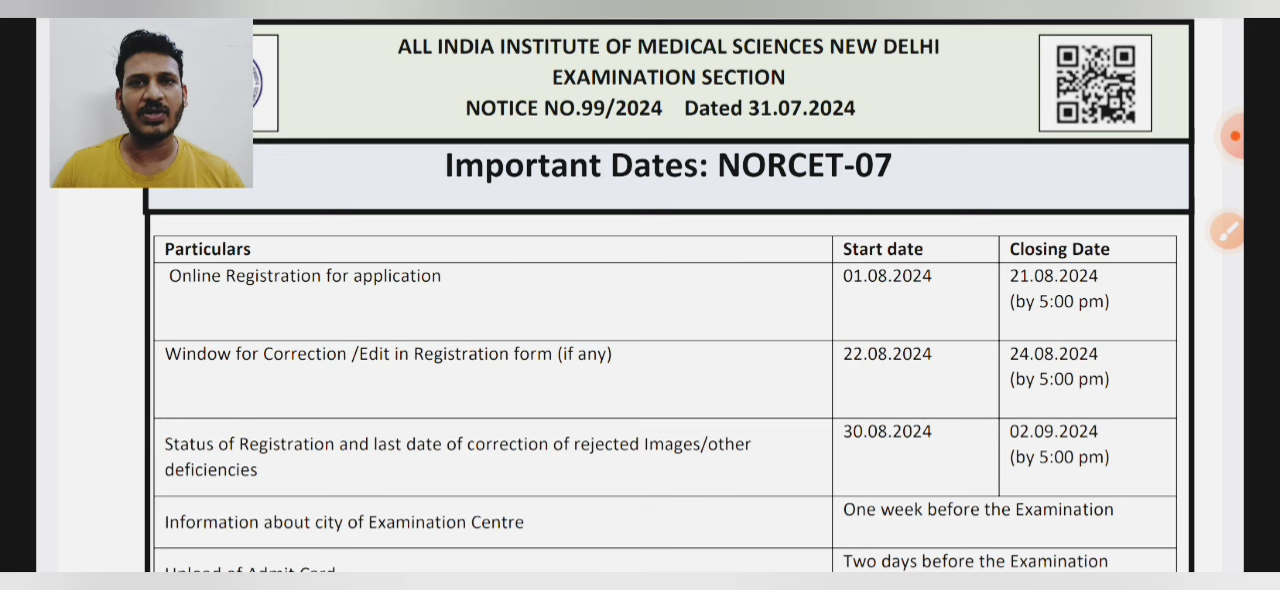 ALL INDIA INSTITUTE OF MEDICAL SCIENCES NEW DELHI
EXAMINATION SECTION
NOTICE NO.99/2024 Dated 31.07.2024
Important Dates: NORCET-07
Particulars Start date Closing Date
Online Registration for application 01.08.2024 21.08.2024
(by 5:00 pm)
Window for Correction /Edit in Registration form (if any) 22.08.2024 24.08.2024
(by 5:00 pm)
Status of Registration and last date of correction of rejected Images/other
deficiencies
30.08.2024 02.09.2024
(by 5:00 pm)
Information about city of Examination Centre One week before the Examination
Upload of Admit Card Two days before the Examination